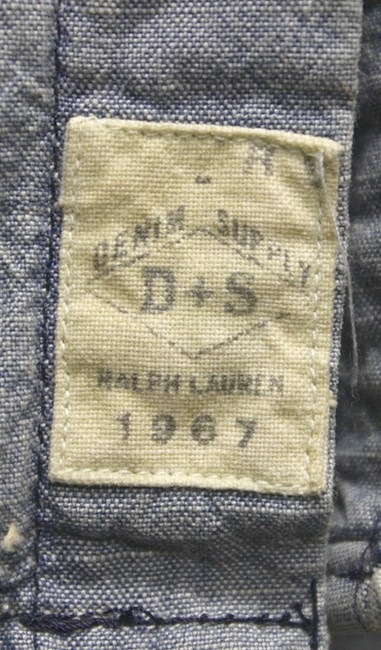 DENIM SUPPLY
D+S
RALPH LAUREN
1967